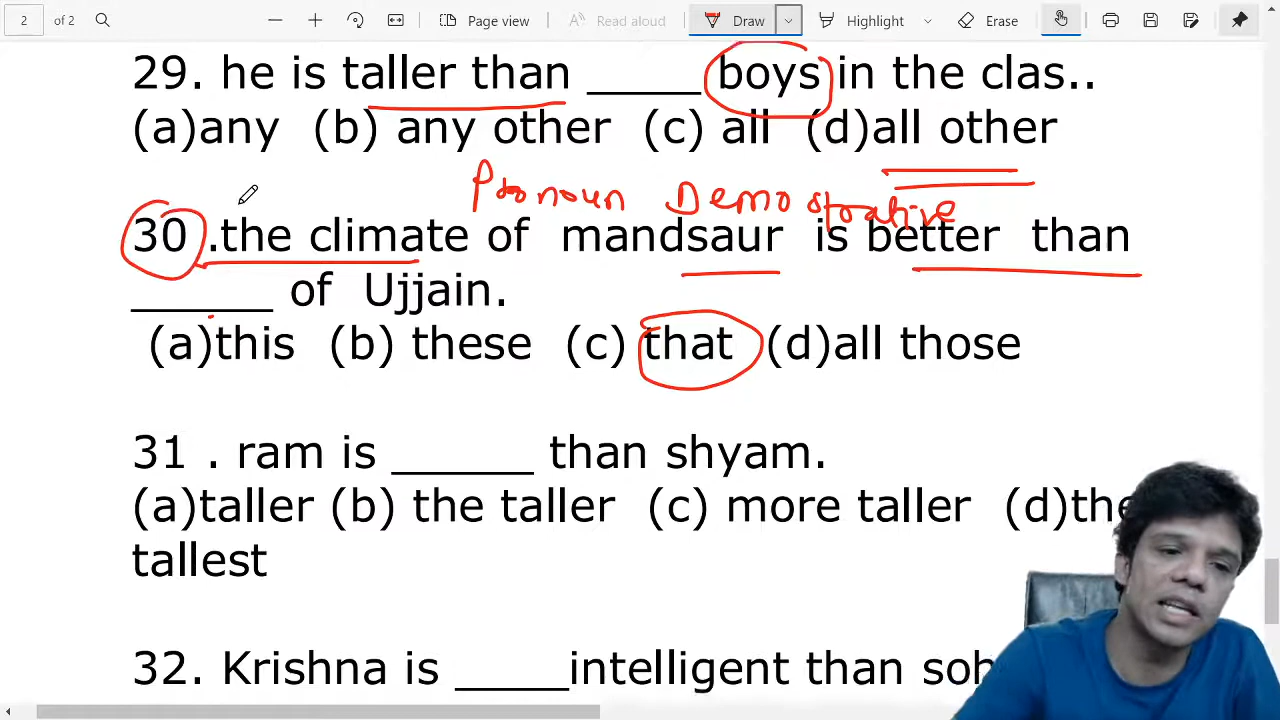 2 of 2 Page view Read aloud Draw Highlight Erase
29. he is taller than _____ boys in the clas..
(a)any (b) any other (c) all (d)all other
Pronoun Demostrative
30 .the climate of mandsaur is better than
______ of Ujjain.
(a)this (b) these (c) that (d)all those
31 . ram is ______ than shyam.
(a)taller (b) the taller (c) more taller (d)the
tallest
32. Krishna is _____intelligent than